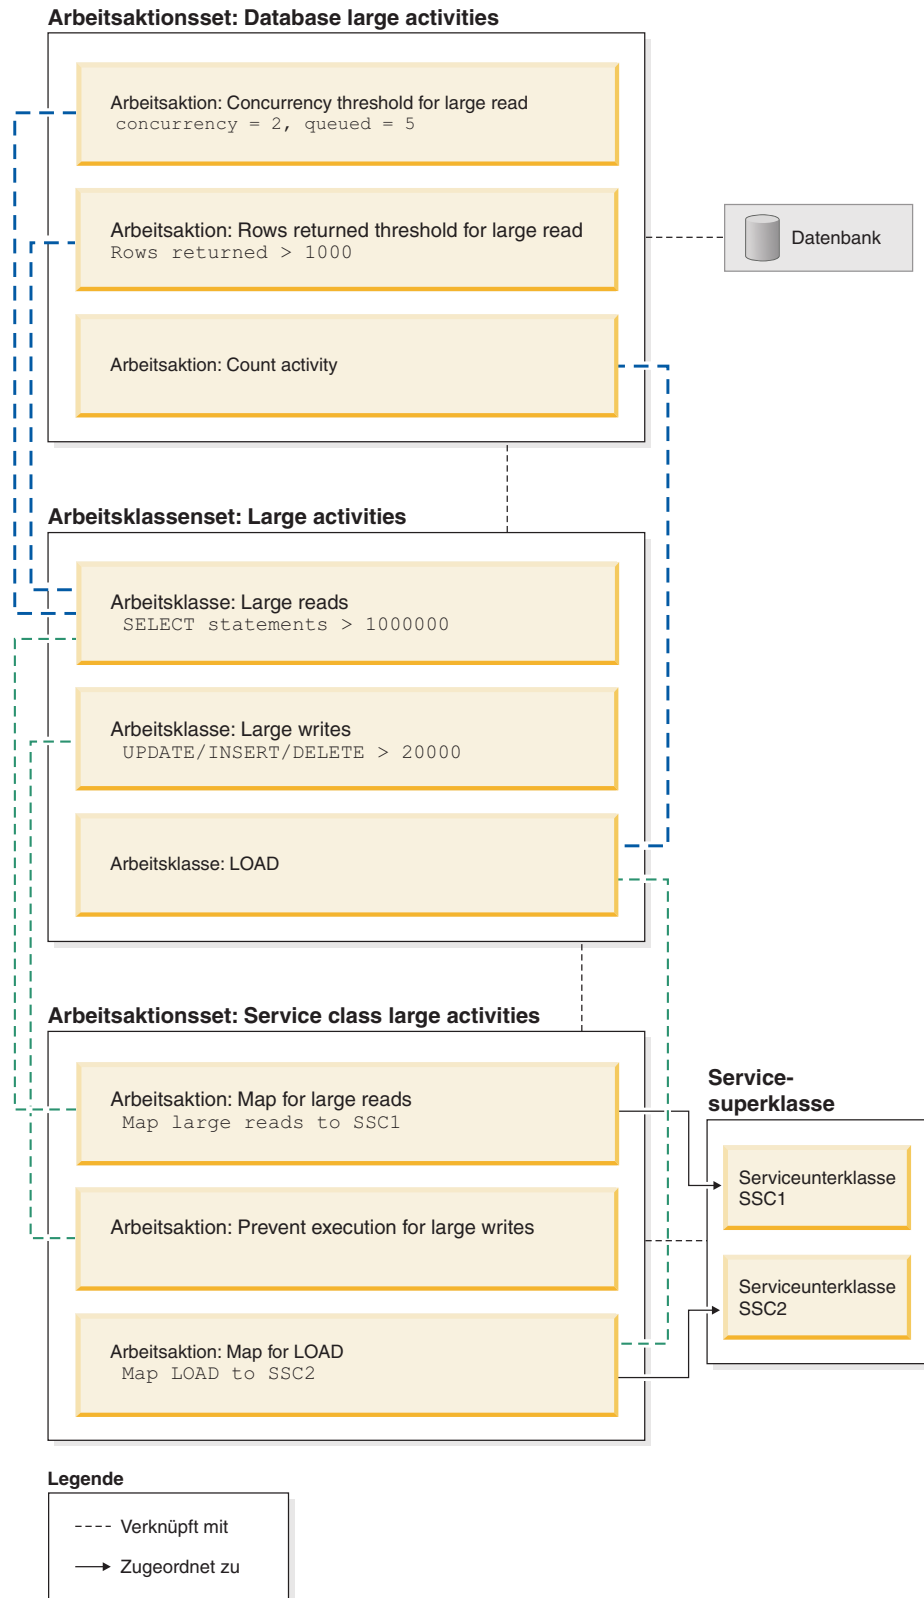 Arbeitsaktionsset: Database large activities
Arbeitsaktion: Concurrency threshold for large read
concurrency = 2, queued = 5
Arbeitsaktion: Rows returned threshold for large read
Rows returned > 1000
Datenbank
Arbeitsaktion: Count activity
Arbeitsklassenset: Large activities
Arbeitsklasse: Large reads
SELECT statements > 1000000
Arbeitsklasse: Large writes
UPDATE/INSERT/DELETE > 20000
Arbeitsklasse: LOAD
Arbeitsaktionsset: Service class large activities
Arbeitsaktion: Map for large reads
Map large reads to SSC1
Arbeitsaktion: Prevent execution for large writes
Arbeitsaktion: Map for LOAD
Map LOAD to SSC2
Service-
superklasse
Serviceunterklasse
SSC1
Serviceunterklasse
SSC2
Legende
Verknüpft mit
Zugeordnet zu